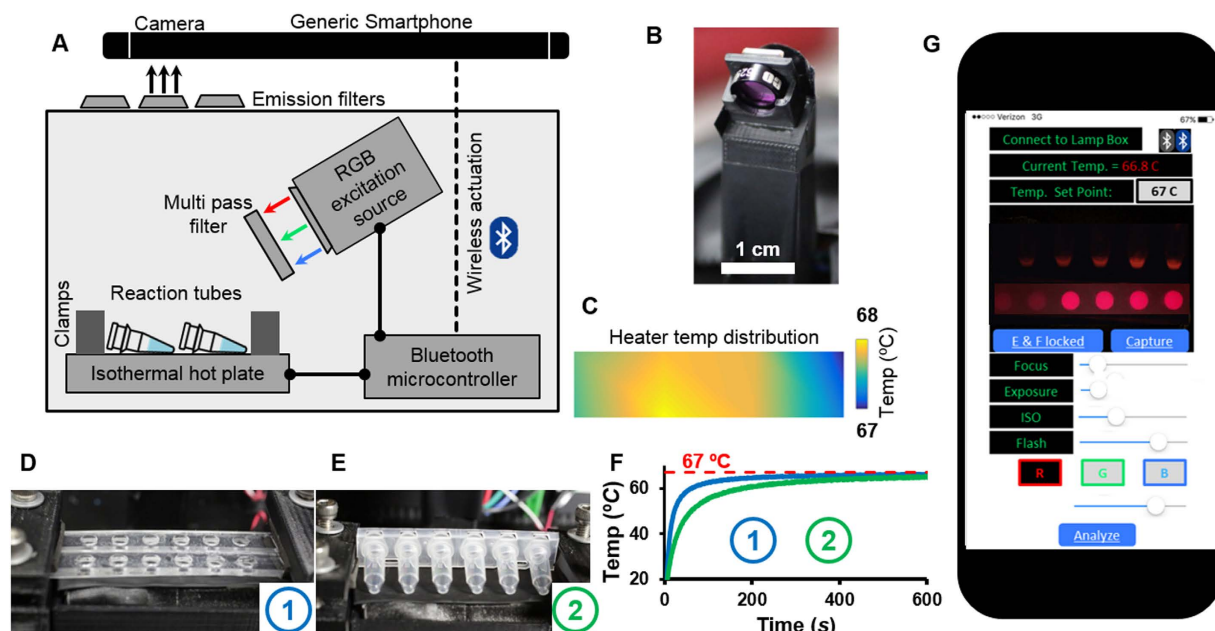 A
Camera
Generic Smartphone
Emission filters
RGB
excitation
source
Multi pass
filter
Wireless actuation
Clamps
Reaction tubes
Isothermal hot plate
Bluetooth
microcontroller
B
1 cm
C
Heater temp distribution
68
Temp (ºC)
67
D
1
E
2
F
67 ºC
Temp (ºC)
60
40
20
1
2
0
200
400
600
Time (s)
G
Verizon 3G
67%
Connect to Lamp Box
Current Temp. = 66.8 C
Temp. Set Point:
67 C
E & F locked
Capture
Focus
Exposure
ISO
Flash
R
G
B
Analyze